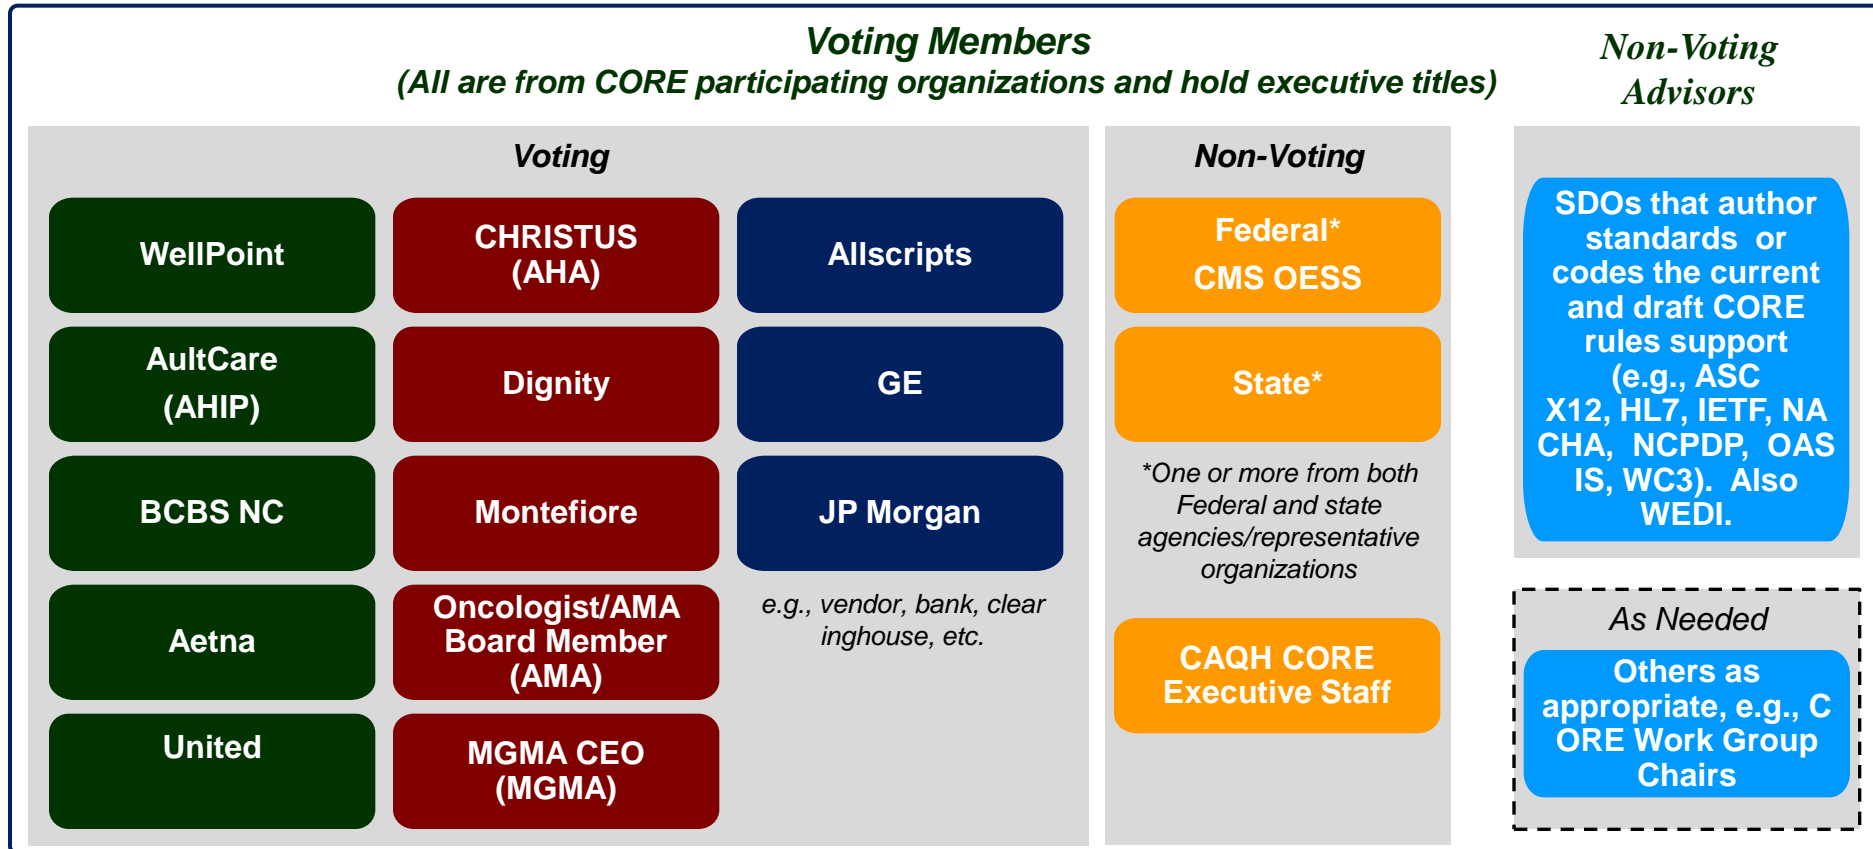 Voting Members
(All are from CORE participating organizations and hold executive titles)
Non-Voting
Advisors
Voting
WellPoint
AultCare
(AHIP)
BCBS NC
Aetna
United
CHRISTUS
(AHA)
Dignity
Montefiore
Oncologist/AMA
Board Member
(AMA)
MGMA CEO
(MGMA)
Allscripts
GE
JP Morgan
e.g., vendor, bank, clear
inghouse, etc.
Non-Voting
Federal*
CMS OESS
State*
*One or more from both
Federal and state
agencies/representative
organizations
CAQH CORE
Executive Staff
SDOs that author
standards or
codes the current
and draft CORE
rules support
(e.g., ASC
X12, HL7, IETF, NA
CHA, NCPDP, OAS
IS, WC3). Also
WEDI.
As Needed
Others as
appropriate, e.g., C
ORE Work Group
Chairs